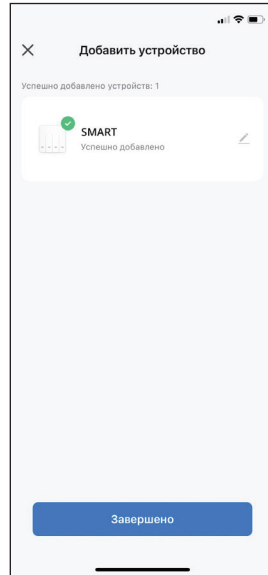 Добавить устройство
Успешно добавлено устройств: 1
SMART
Успешно добавлено
Завершено